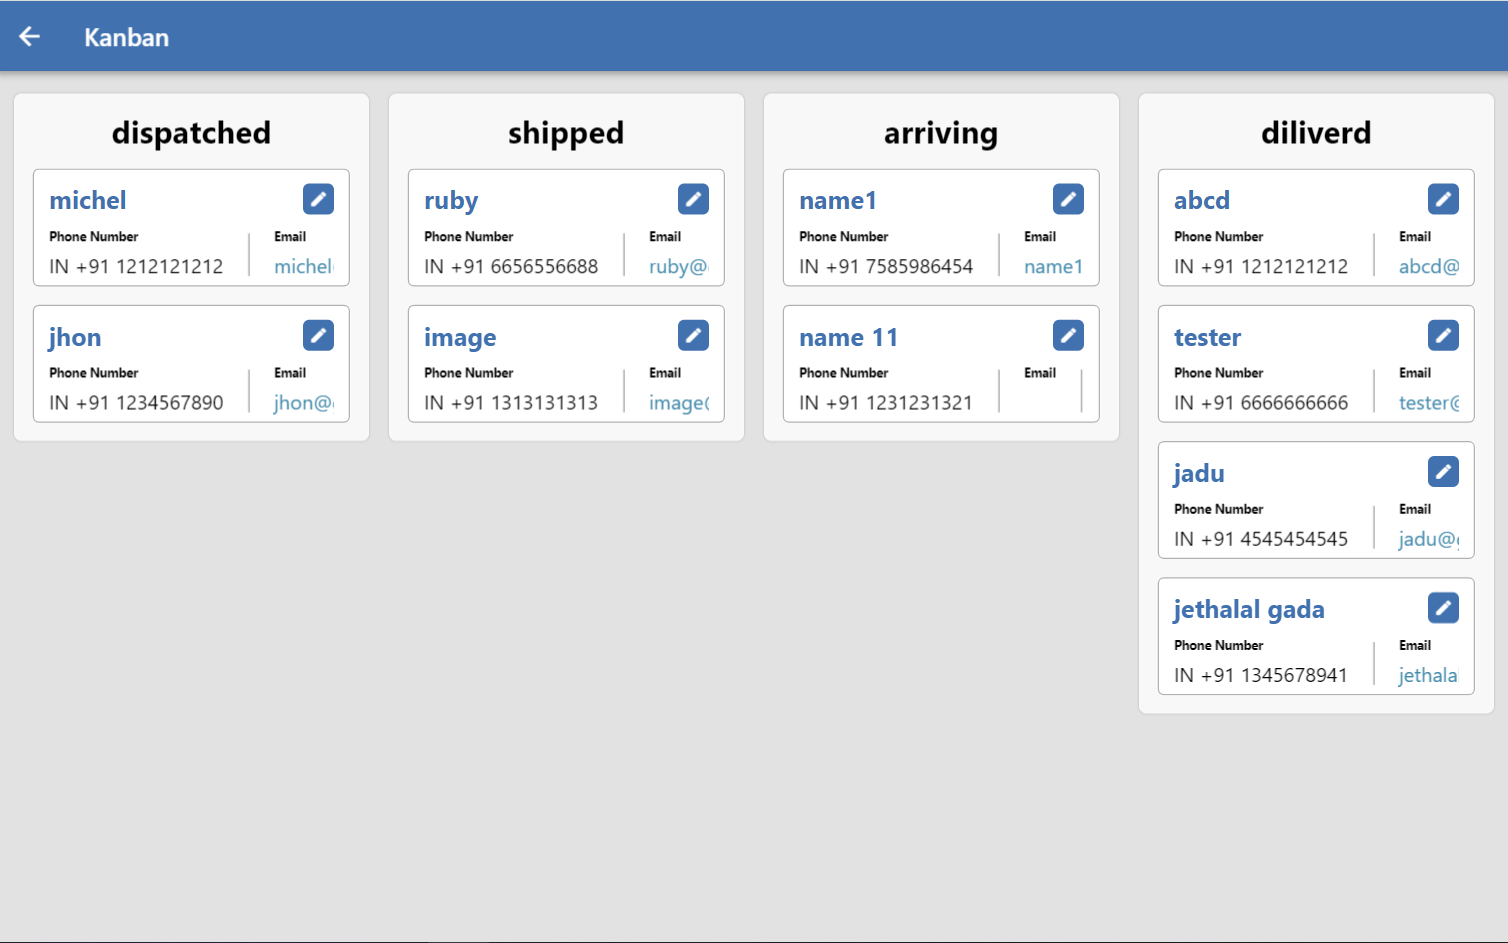 Kanban
dispatched
michel
Phone Number Email
IN +91 1212121212 michel
jhon
Phone Number Email
IN +91 1234567890 jhon@
shipped
ruby
Phone Number Email
IN +91 6656556688 ruby@
image
Phone Number Email
IN +91 1313131313 image@
arriving
name1
Phone Number Email
IN +91 7585986454 name1
name 11
Phone Number Email
IN +91 1231231321
diliverd
abcd
Phone Number Email
IN +91 1212121212 abcd@
tester
Phone Number Email
IN +91 6666666666 tester@
jadu
Phone Number Email
IN +91 4545454545 jadu@
jethalal gada
Phone Number Email
IN +91 1345678941 jethalal